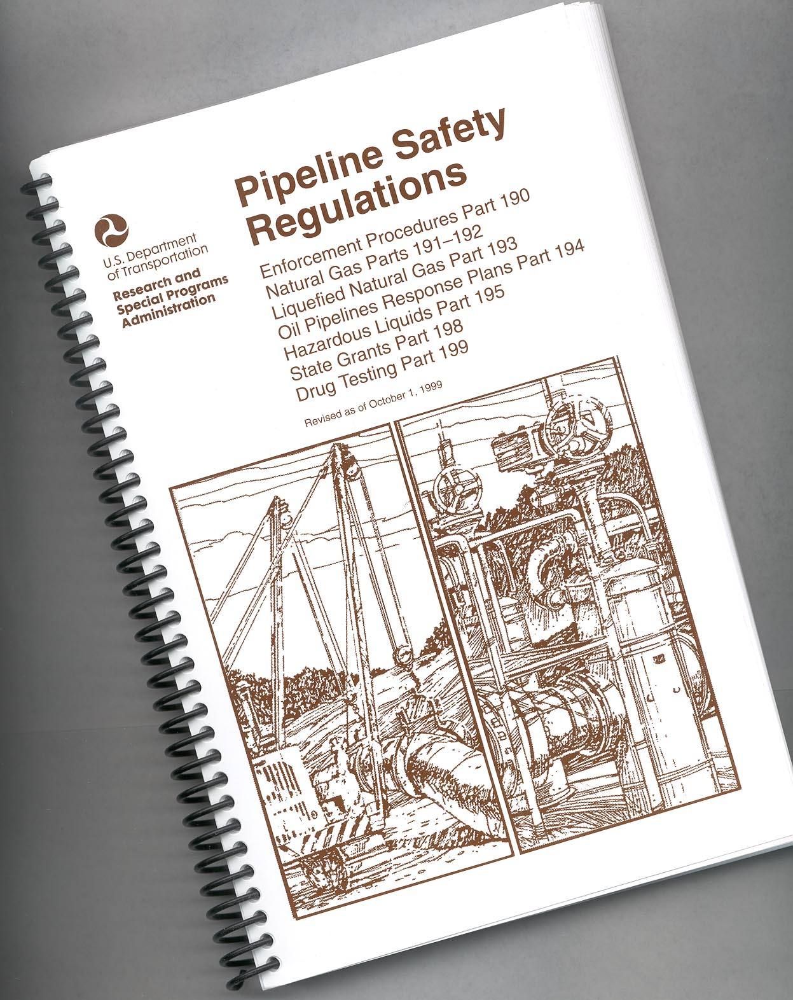 Pipeline Safety
Regulations
Enforcement Procedures Part 190
Natural Gas Parts 191–192
Liquefied Natural Gas Part 193
Oil Pipelines Response Plans Part 194
Hazardous Liquids Part 195
State Grants Part 198
Drug Testing Part 199
Revised as of October 1, 1999
U.S. Department
of Transportation
Research and
Special Programs
Administration